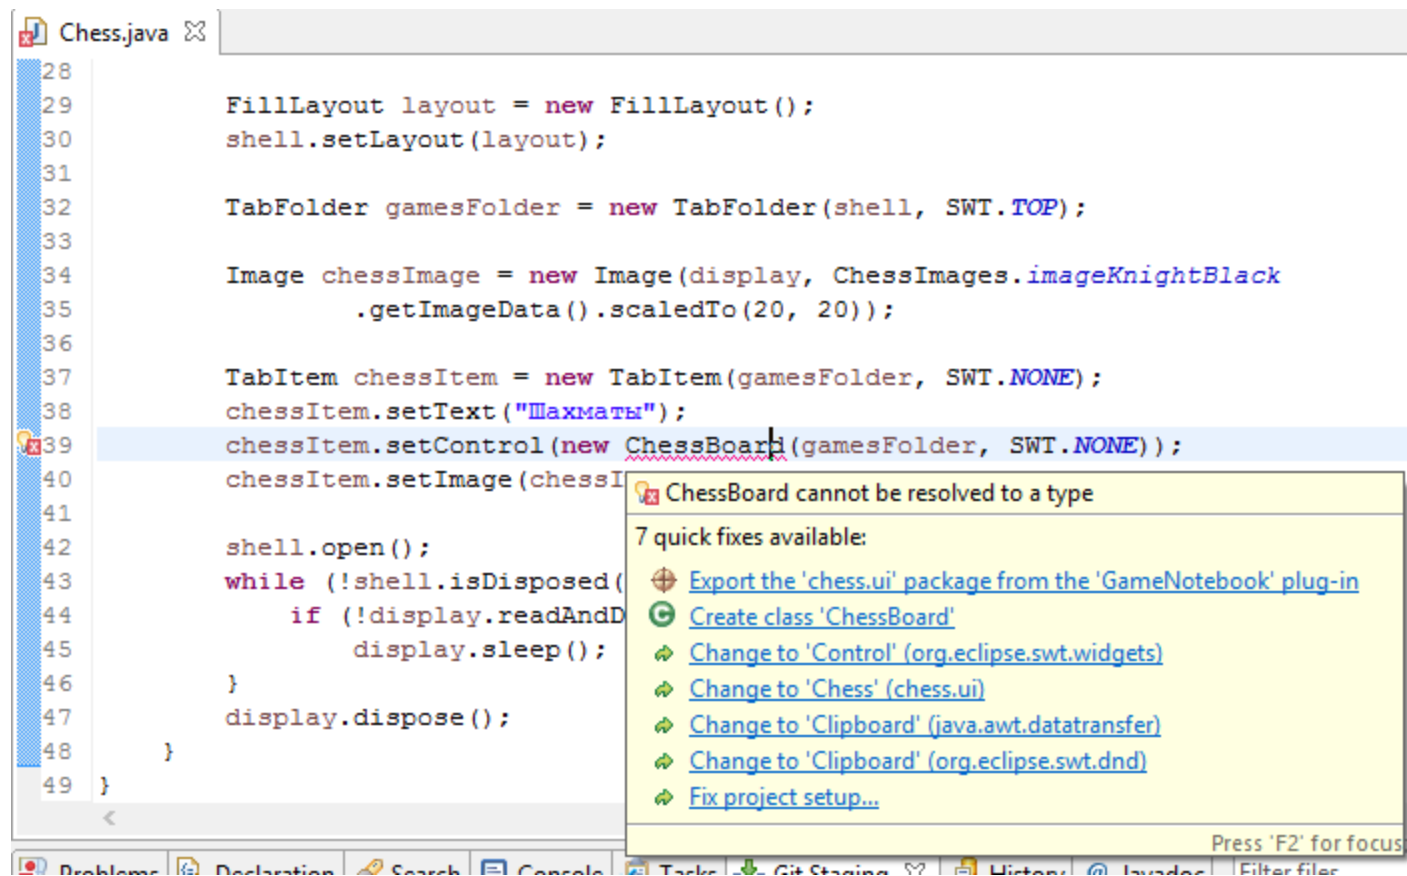 Chess.java
28
29 FillLayout layout = new FillLayout();
30 shell.setLayout(layout);
31
32 TabFolder gamesFolder = new TabFolder(shell, SWT.TOP);
33
34 Image chessImage = new Image(display, ChessImages.imageKnightBlack
35 .getImageData().scaledTo(20, 20));
36
37 TabItem chessItem = new TabItem(gamesFolder, SWT.NONE);
38 chessItem.setText("Шахматы");
39 chessItem.setControl(new ChessBoard(gamesFolder, SWT.NONE));
40 chessItem.setImage(chessI
ChessBoard cannot be resolved to a type
41
7 quick fixes available:
42 shell.open();
43 while (!shell.isDisposed(
Export the 'chess.ui' package from the 'GameNotebook' plug-in
44 if (!display.readAndD
Create class 'ChessBoard'
45 display.sleep();
Change to 'Control' (org.eclipse.swt.widgets)
46 }
Change to 'Chess' (chess.ui)
47 display.dispose();
Change to 'Clipboard' (java.awt.datatransfer)
48 }
Change to 'Clipboard' (org.eclipse.swt.dnd)
49 }
Fix project setup...
Press 'F2' for focus
Problems Declaration Search Console Tasks Git Staging History Javadoc Filter files